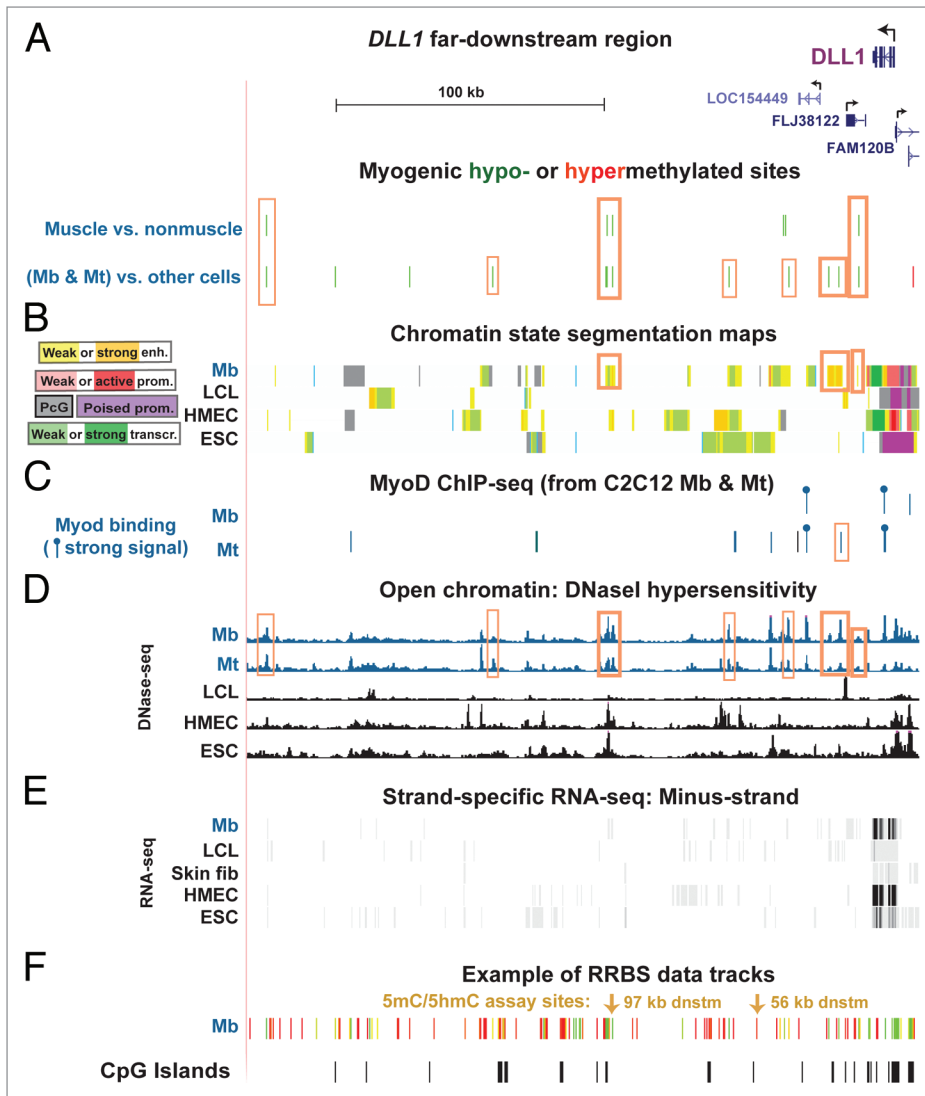 A
DLL1 far-downstream region
DLL1
100 kb
LOC154449
FLJ38122
FAM120B
Myogenic hypo- or hypermethylated sites
Muscle vs. nonmuscle
(Mb & Mt) vs. other cells
B
Chromatin state segmentation maps
Weak or strong enh.
Weak or active prom.
PcG Poised prom.
Weak or strong transcr.
Mb
LCL
HMEC
ESC
C
MyoD ChIP-seq (from C2C12 Mb & Mt)
Myod binding
( strong signal)
Mb
Mt
D
Open chromatin: DNaseI hypersensitivity
DNase-seq
Mb
Mt
LCL
HMEC
ESC
E
Strand-specific RNA-seq: Minus-strand
RNA-seq
Mb
LCL
Skin fib
HMEC
ESC
F
Example of RRBS data tracks
5mC/5hmC assay sites: 97 kb dnstm 56 kb dnstm
Mb
CpG Islands